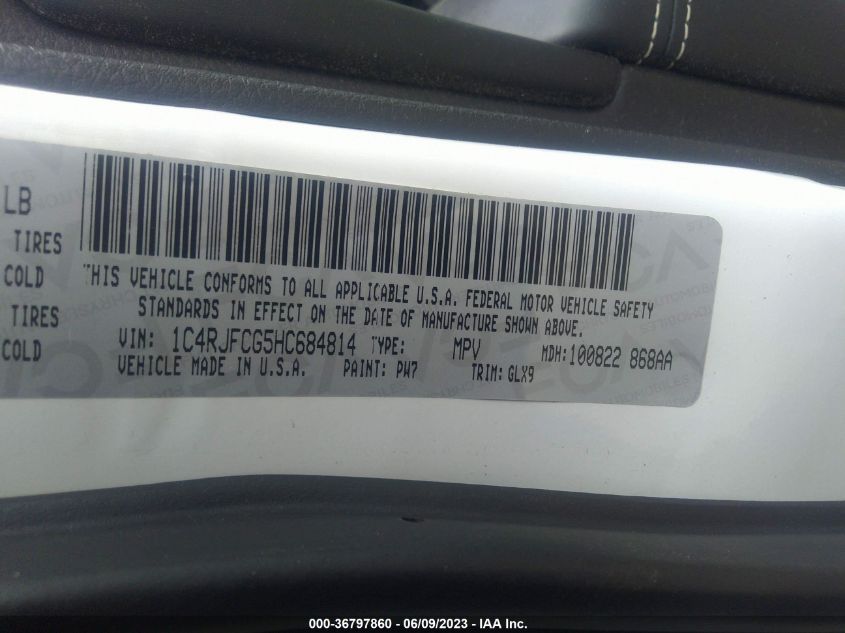 LB
TIRES
COLD
TIRES
COLD
THIS VEHICLE CONFORMS TO ALL APPLICABLE U.S.A. FEDERAL MOTOR VEHICLE SAFETY
STANDARDS IN EFFECT ON THE DATE OF MANUFACTURE SHOWN ABOVE.
VIN: 1C4RJFCG5HC684814 TYPE: MPV MDH:100822 868AA
VEHICLE MADE IN U.S.A. PAINT: PW7 TRIM:GLX9
000-36797860 - 06/09/2023 - IAA Inc.